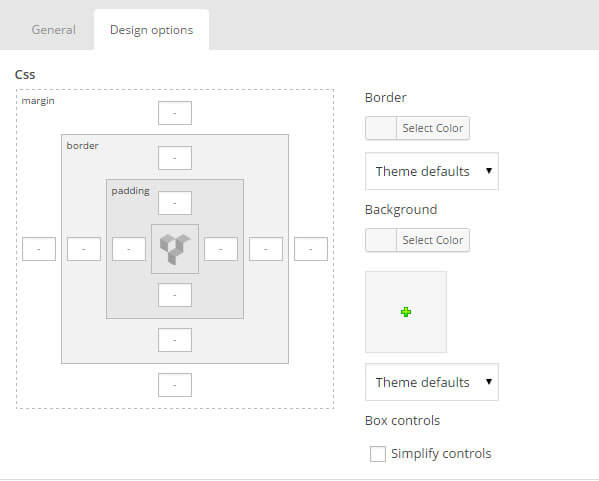 General
Design options
Css
margin
-
border
-
padding
-
- - - - - -
-
-
-
Border
Select Color
Theme defaults
Background
Select Color
Theme defaults
Box controls
Simplify controls